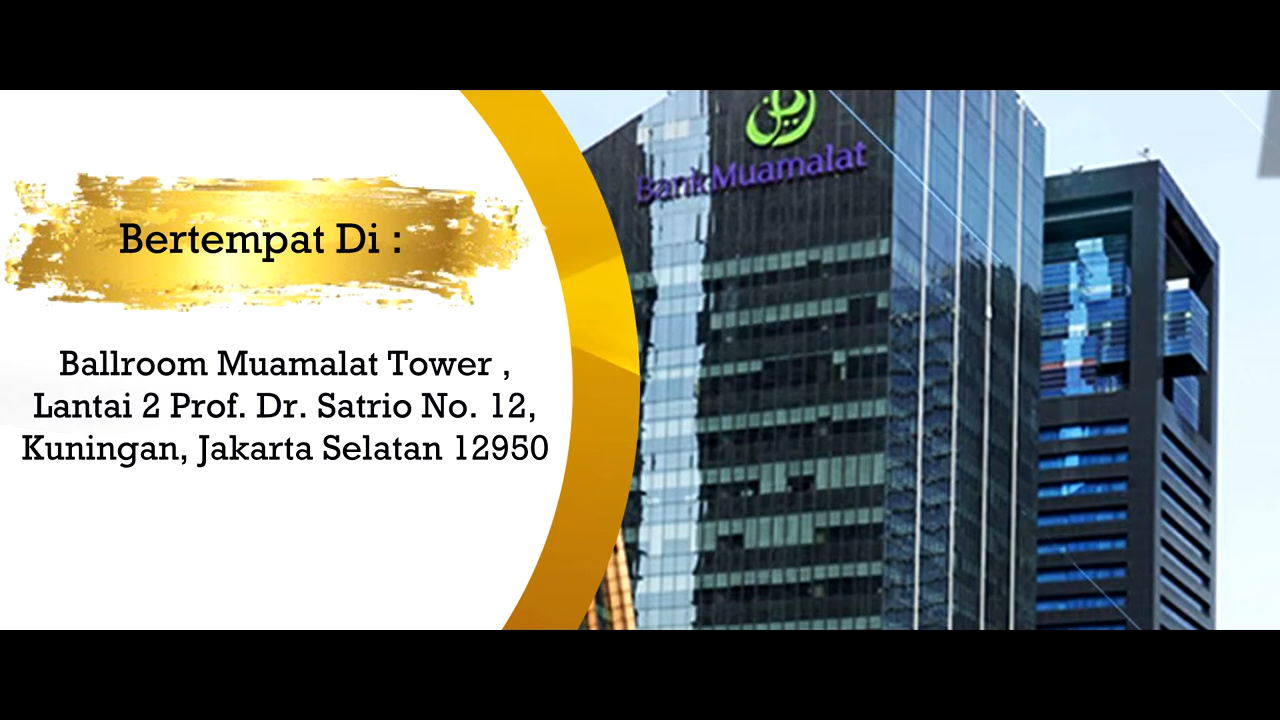 Bertempat Di :
Ballroom Muamalat Tower ,
Lantai 2 Prof. Dr. Satrio No. 12,
Kuningan, Jakarta Selatan 12950
BankMuamalat